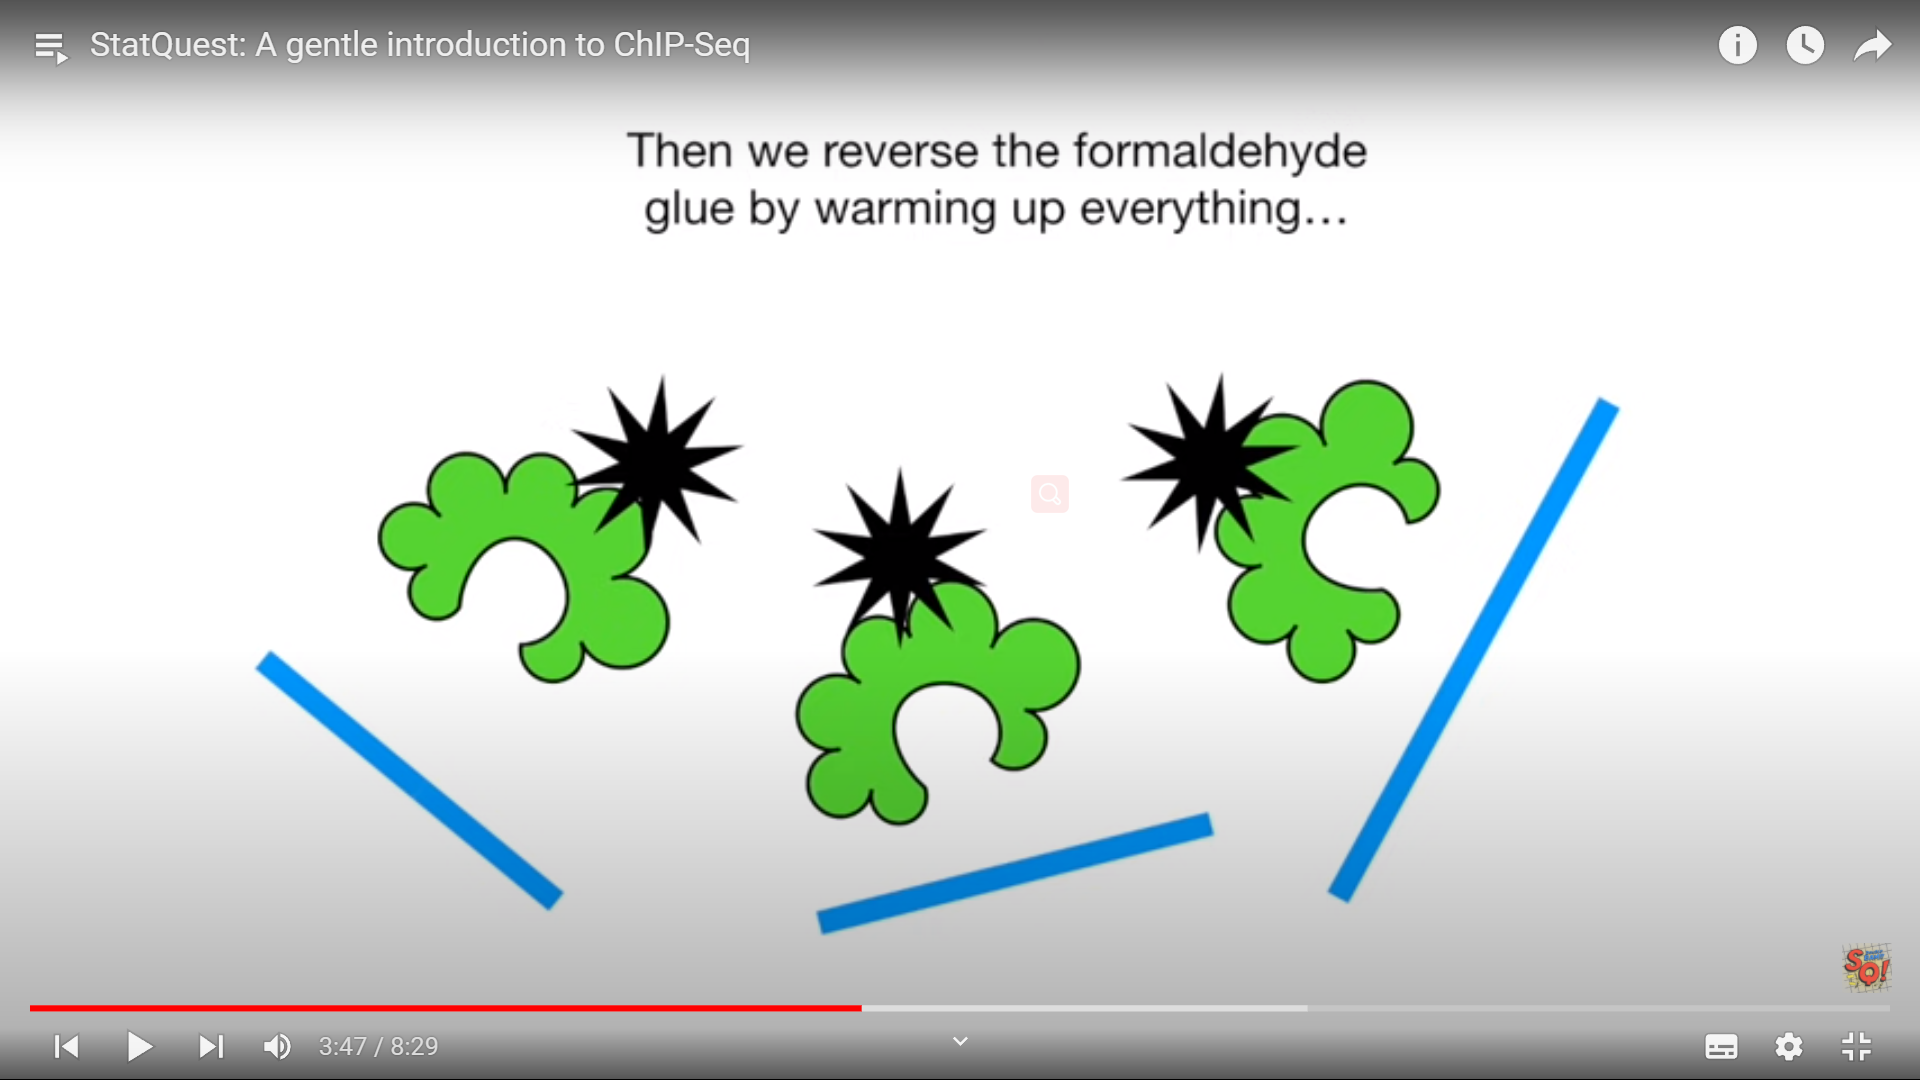 StatQuest: A gentle introduction to ChIP-Seq
Then we reverse the formaldehyde
glue by warming up everything...
SQ!
3:47 / 8:29